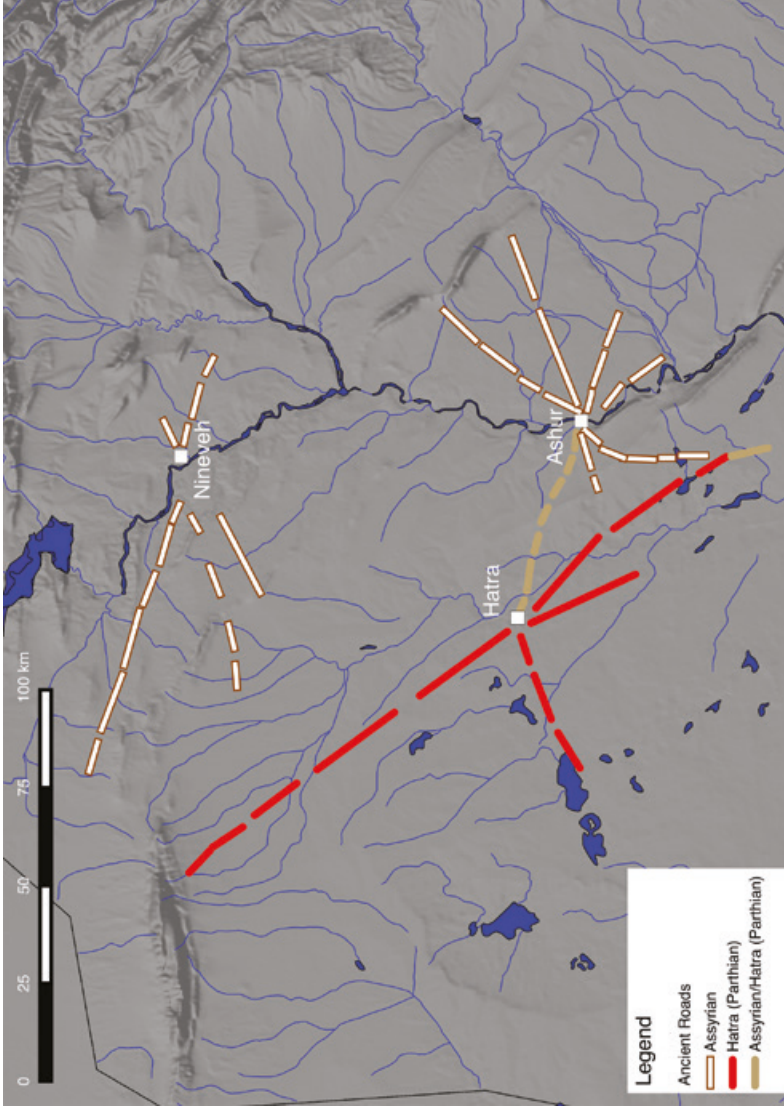 0 25 50 75 100 km
Nineveh
Ashur
Hatra
Legend
Ancient Roads
Assyrian
Hatra (Parthian)
Assyrian/Hatra (Parthian)